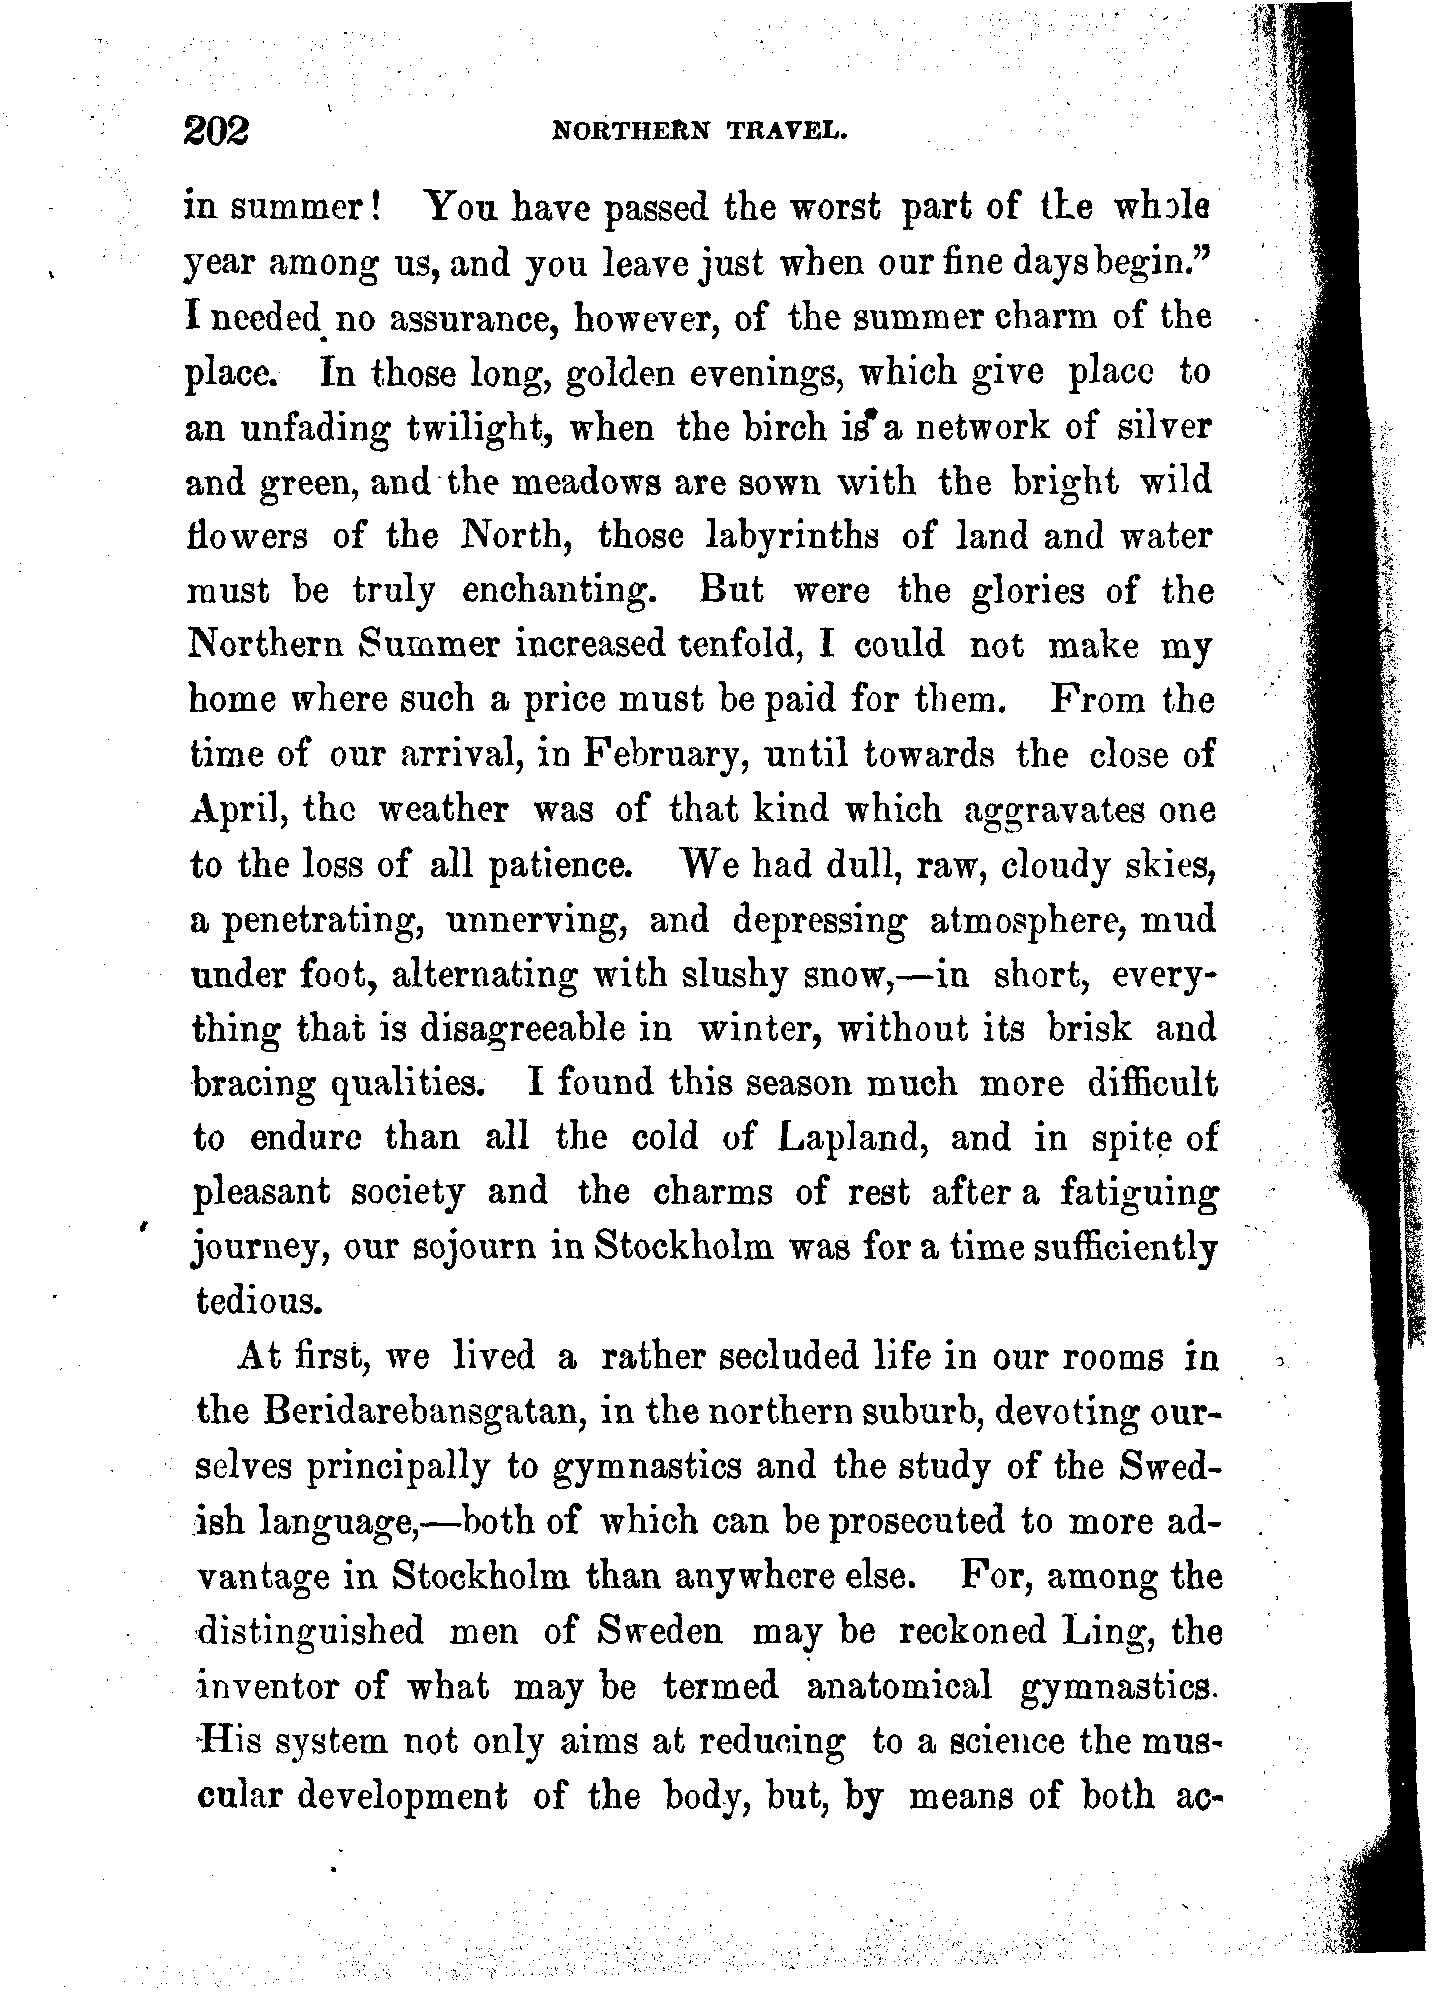 202 NORTHERN TRAVEL.
in summer! You have passed the worst part of the whole
year among us, and you leave just when our fine days begin."
I needed no assurance, however, of the summer charm of the
place. In those long, golden evenings, which give place to
an unfading twilight, when the birch is a network of silver
and green, and the meadows are sown with the bright wild
flowers of the North, those labyrinths of land and water
must be truly enchanting. But were the glories of the
Northern Summer increased tenfold, I could not make my
home where such a price must be paid for them. From the
time of our arrival, in February, until towards the close of
April, the weather was of that kind which aggravates one
to the loss of all patience. We had dull, raw, cloudy skies,
a penetrating, unnerving, and depressing atmosphere, mud
under foot, alternating with slushy snow,—in short, every-
thing that is disagreeable in winter, without its brisk and
bracing qualities. I found this season much more difficult
to endure than all the cold of Lapland, and in spite of
pleasant society and the charms of rest after a fatiguing
journey, our sojourn in Stockholm was for a time sufficiently
tedious.
At first, we lived a rather secluded life in our rooms in
the Beridarebansgatan, in the northern suburb, devoting our-
selves principally to gymnastics and the study of the Swed-
ish language,—both of which can be prosecuted to more ad-
vantage in Stockholm than anywhere else. For, among the
distinguished men of Sweden may be reckoned Ling, the
inventor of what may be termed anatomical gymnastics.
His system not only aims at reducing to a science the mus-
cular development of the body, but, by means of both ac-